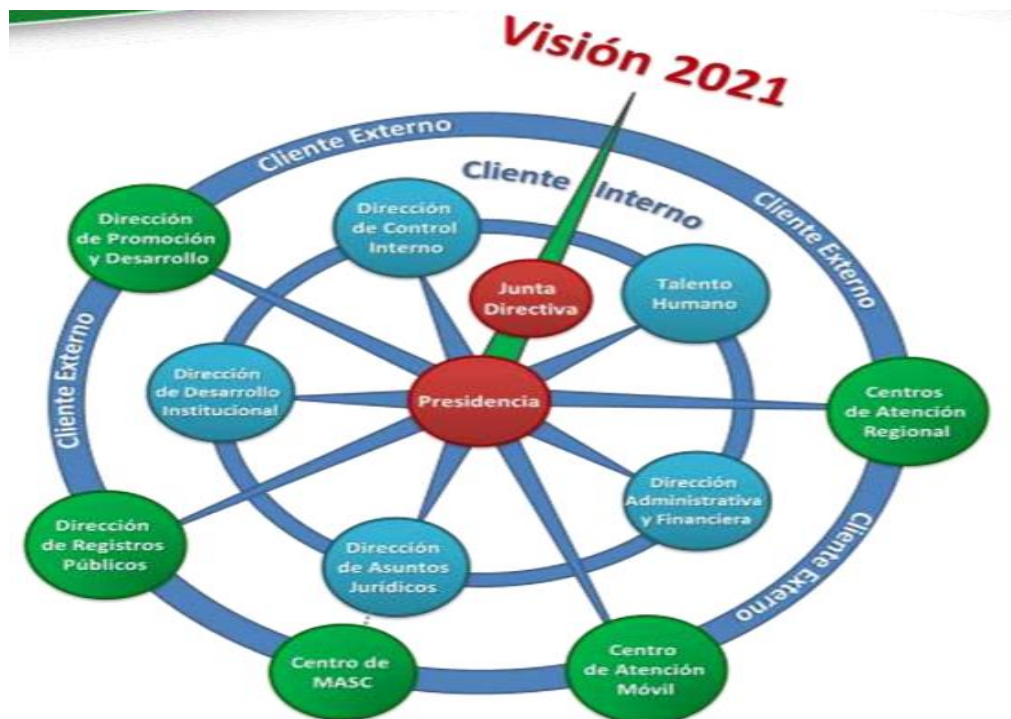 Visión 2021
Cliente Externo
Cliente Interno
Cliente Externo
Dirección
de Promoción
y Desarrollo
Dirección
de Control
Interno
Junta
Directiva
Talento
Humano
Cliente Externo
Dirección
de Desarrollo
Institucional
Presidencia
Centros
de Atención
Regional
Dirección
Administrativa
y Financiera
Dirección
de Registros
Públicos
Dirección
de Asuntos
Jurídicos
Cliente Externo
Centro de
MASC
Centro
de Atención
Móvil